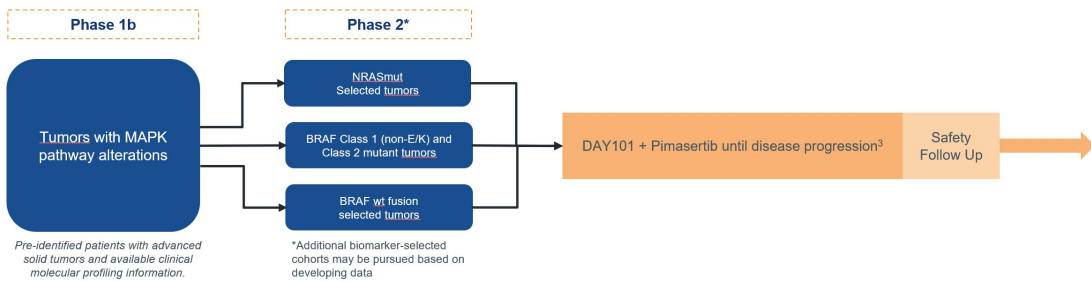 Phase 1b
Phase 2*
Tumors with MAPK
pathway alterations
NRASmut
Selected tumors
BRAF Class 1 (non-E/K) and
Class 2 mutant tumors
BRAF wt fusion
selected tumors
DAY101 + Pimasertib until disease progression³
Safety
Follow Up
Pre-identified patients with advanced
solid tumors and available clinical
molecular profiling information.
*Additional biomarker-selected
cohorts may be pursued based on
developing data